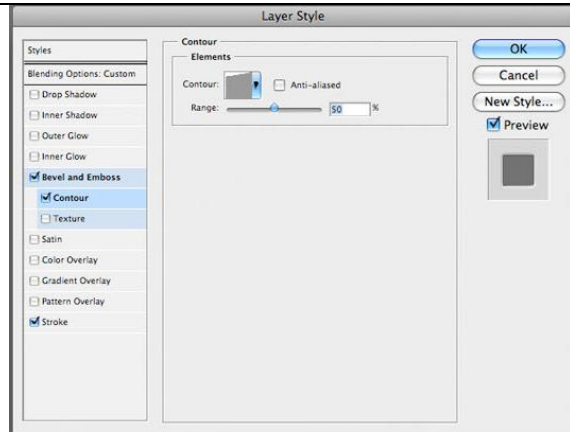 Layer Style
Styles
Blending Options: Custom
Drop Shadow
Inner Shadow
Outer Glow
Inner Glow
Bevel and Emboss
Contour
Texture
Satin
Color Overlay
Gradient Overlay
Pattern Overlay
Stroke
Contour
Elements
Contour:
Anti-aliased
Range: 50 %
OK
Cancel
New Style...
Preview